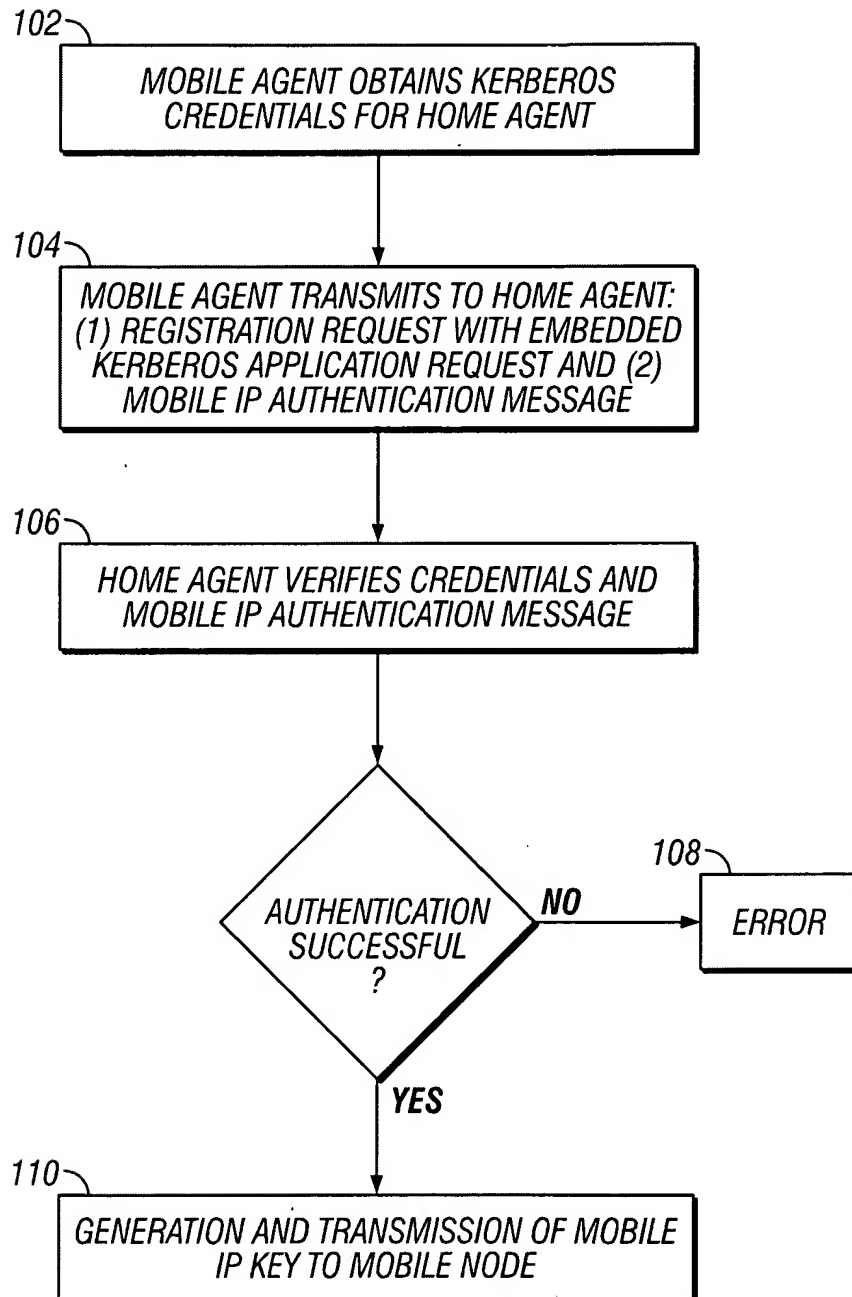 102
MOBILE AGENT OBTAINS KERBEROS
CREDENTIALS FOR HOME AGENT
104
MOBILE AGENT TRANSMITS TO HOME AGENT:
(1) REGISTRATION REQUEST WITH EMBEDDED
KERBEROS APPLICATION REQUEST AND (2)
MOBILE IP AUTHENTICATION MESSAGE
106
HOME AGENT VERIFIES CREDENTIALS AND
MOBILE IP AUTHENTICATION MESSAGE
AUTHENTICATION
SUCCESSFUL
?
NO
108
ERROR
YES
110
GENERATION AND TRANSMISSION OF MOBILE
IP KEY TO MOBILE NODE